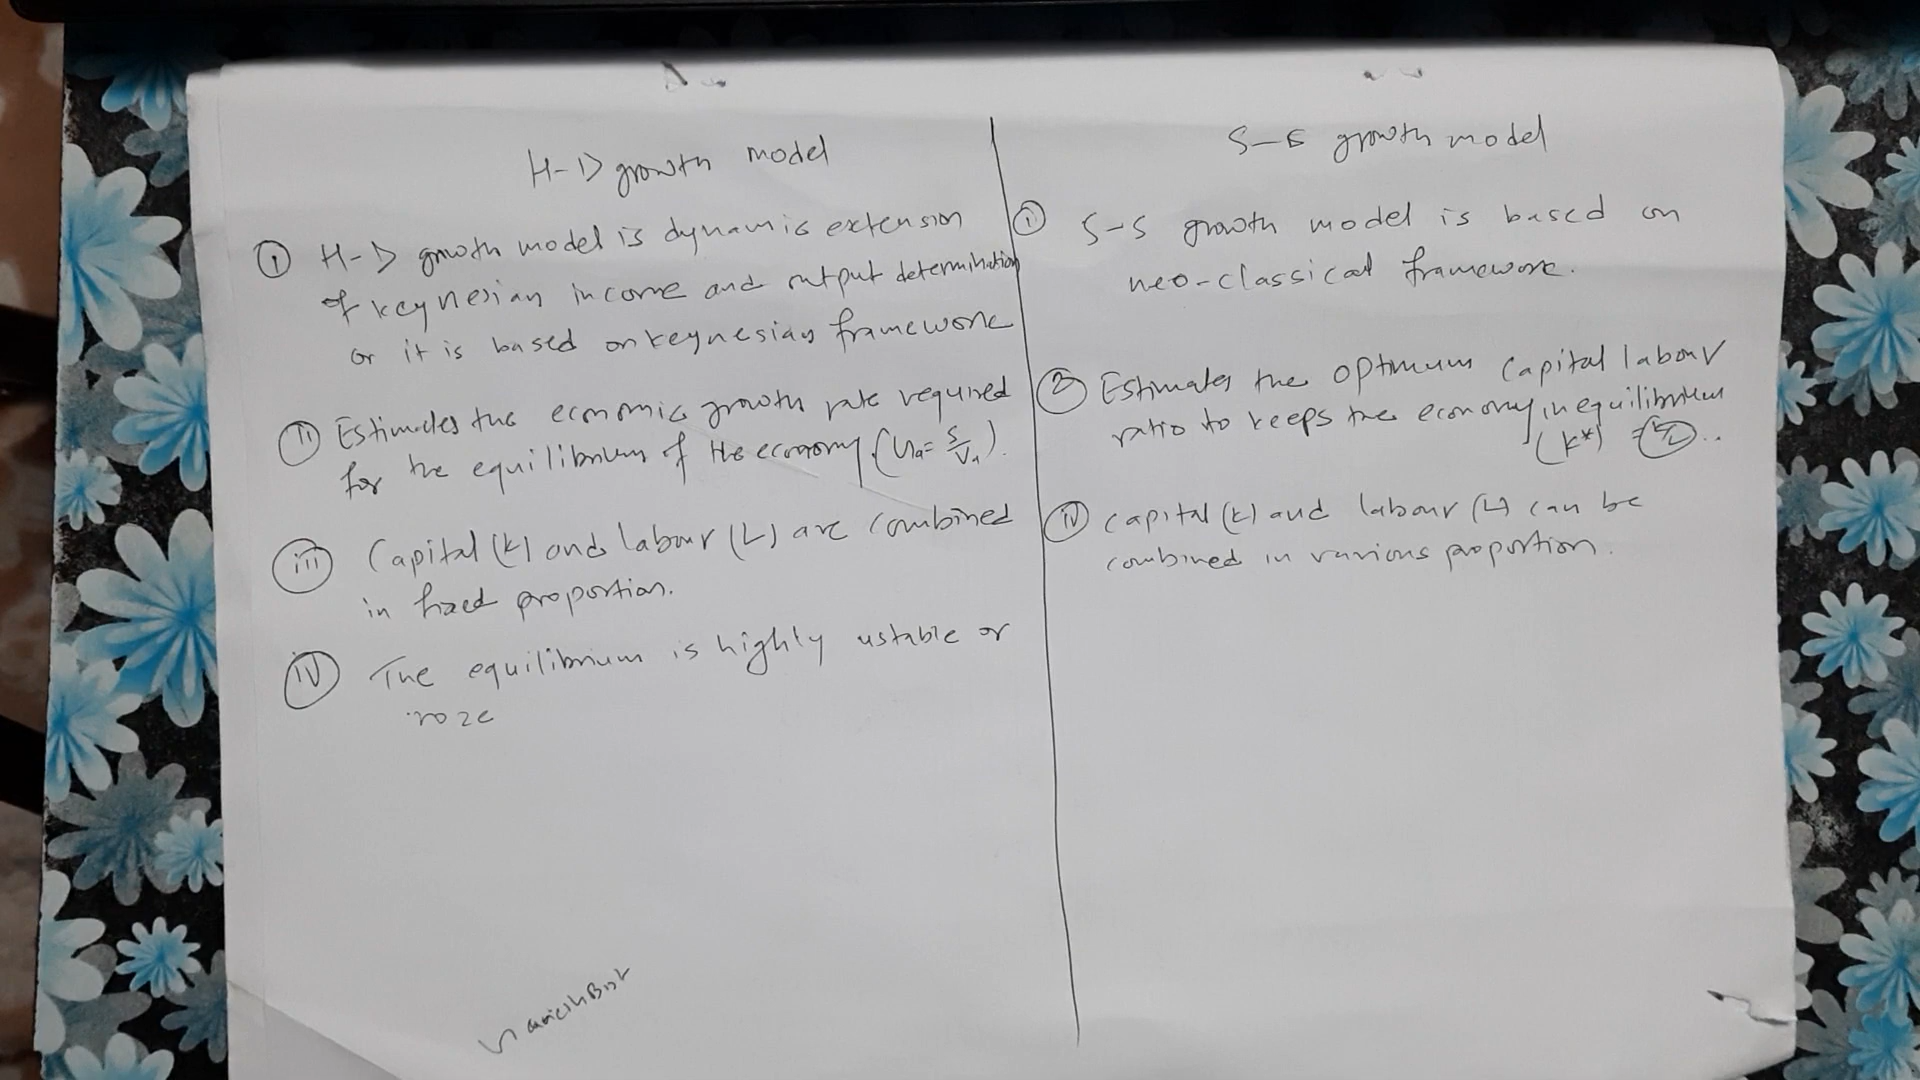 H-D growth model
① H-D growth model is dynamic extension
of keynesian income and output determination
or it is based on keynesian framework
ii Estimates the economic growth rate required
for the equilibrium of the economy.
iii Capital (K) and labour (L) are combined
in fixed proportion.
iv The equilibrium is highly ustable or
S-S growth model
① S-S growth model is based on
neo-classical framework.
② Estimates the optimum capital labour
ratio to keeps the economy in equilibrium
(k*)
iv capital (K) and labour (L) can be
combined in various proportion.